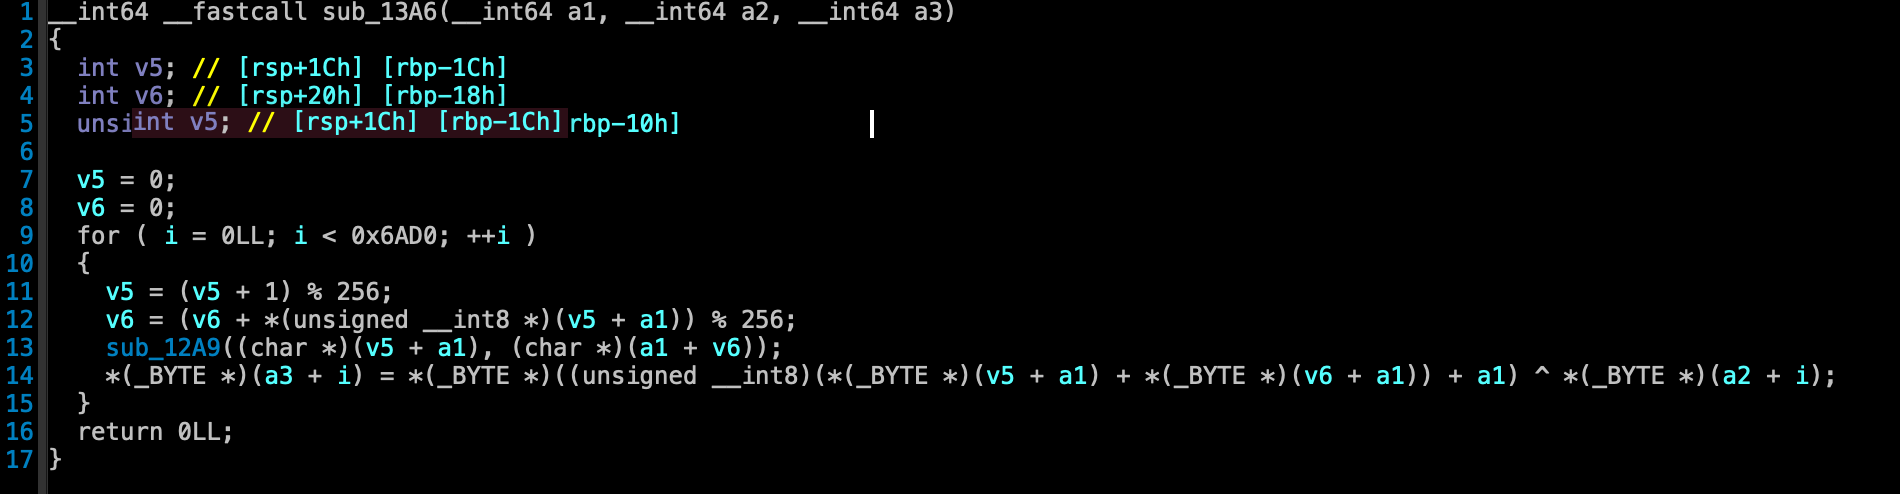 1 __int64 __fastcall sub_13A6(__int64 a1, __int64 a2, __int64 a3)
2 {
3 int v5; // [rsp+1Ch] [rbp-1Ch]
4 int v6; // [rsp+20h] [rbp-18h]
5 unsi int v5; // [rsp+1Ch] [rbp-1Ch] rbp-10h]
6
7 v5 = 0;
8 v6 = 0;
9 for ( i = 0LL; i < 0x6AD0; ++i )
10 {
11 v5 = (v5 + 1) % 256;
12 v6 = (v6 + *(unsigned __int8 *)(v5 + a1)) % 256;
13 sub_12A9((char *)(v5 + a1), (char *)(a1 + v6));
14 *(_BYTE *)(a3 + i) = *(_BYTE *)((unsigned __int8)(*(_BYTE *)(v5 + a1) + *(_BYTE *)(v6 + a1)) + a1) ^ *(_BYTE *)(a2 + i);
15 }
16 return 0LL;
17 }